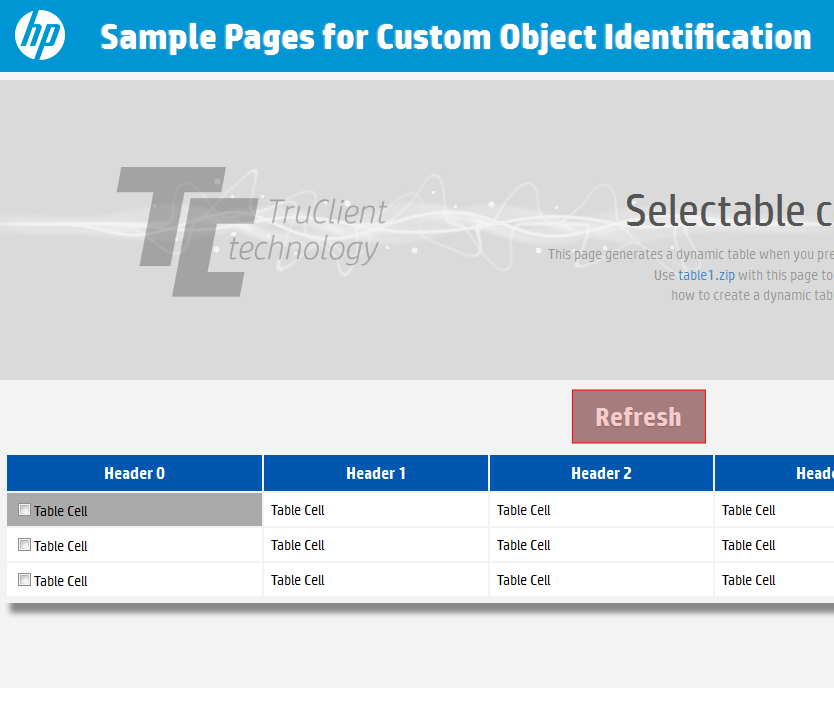 hp
Sample Pages for Custom Object Identification
TruClient
technology
TC
Selectable c
This page generates a dynamic table when you pre
Use table1.zip with this page to
how to create a dynamic tab
Refresh
Header 0 Header 1 Header 2 Heade
Table Cell Table Cell Table Cell Table Cell
Table Cell Table Cell Table Cell Table Cell
Table Cell Table Cell Table Cell Table Cell